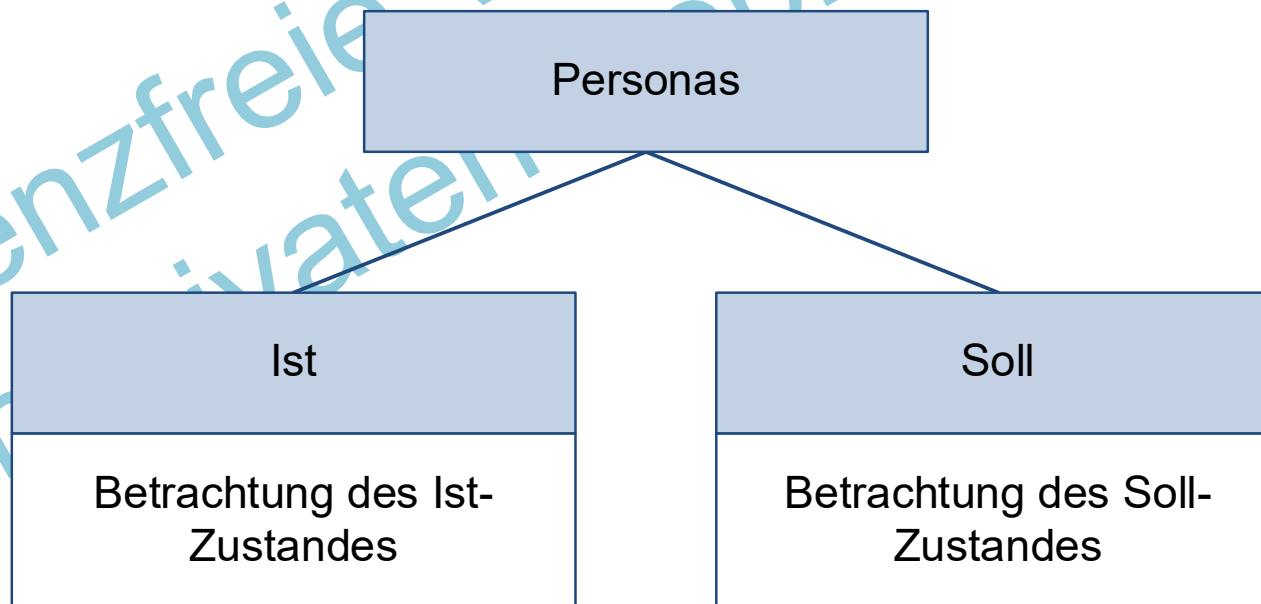 Personas
Ist
Soll
Betrachtung des Ist-
Zustandes
Betrachtung des Soll-
Zustandes